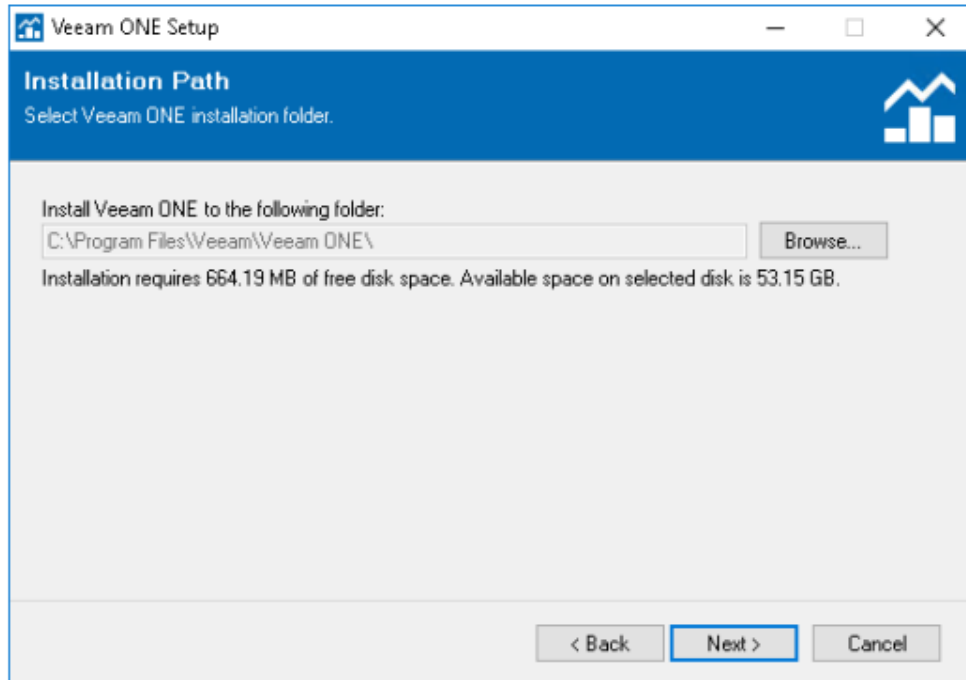 Veeam ONE Setup
Installation Path
Select Veeam ONE installation folder.
Install Veeam ONE to the following folder:
C:\Program Files\Veeam\Veeam ONE\
Browse...
Installation requires 664.19 MB of free disk space. Available space on selected disk is 53.15 GB.
< Back
Next >
Cancel